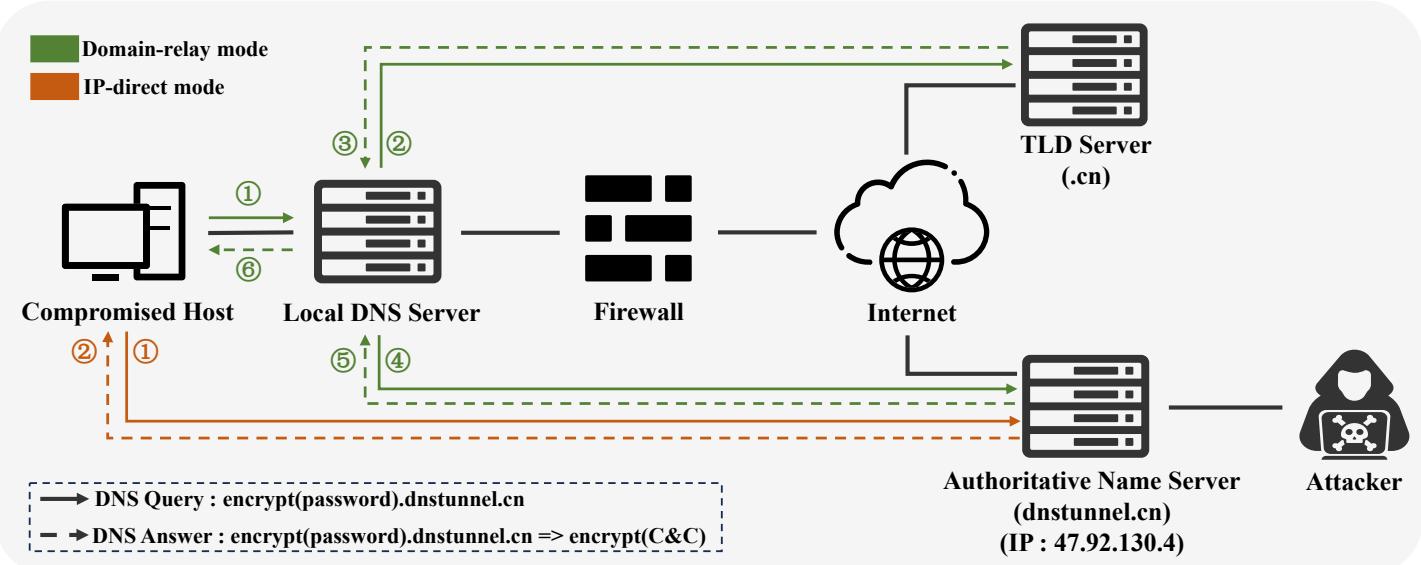 Domain-relay mode
IP-direct mode
③ ②
TLD Server
(.cn)
①
⑥
Compromised Host
Local DNS Server
Firewall
Internet
② ①
⑤ ④
Authoritative Name Server
(dnstunnel.cn)
(IP : 47.92.130.4)
Attacker
DNS Query : encrypt(password).dnstunnel.cn
DNS Answer : encrypt(password).dnstunnel.cn => encrypt(C&C)